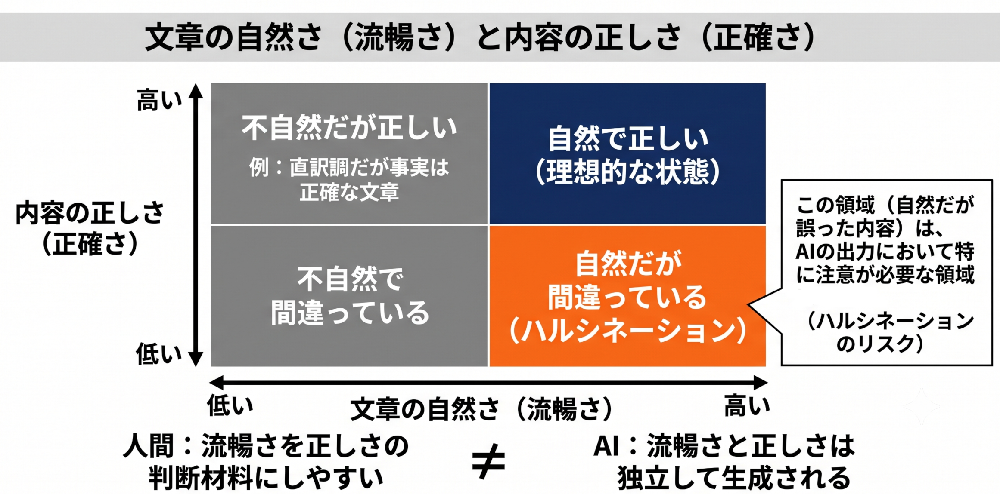 文章の自然さ（流暢さ）と内容の正しさ（正確さ）
高い
内容の正しさ
（正確さ）
低い
不自然だが正しい
例：直訳調だが事実は
正確な文章
自然で正しい
（理想的な状態）
不自然で
間違っている
自然だが
間違っている
（ハルシネーション）
この領域（自然だが
誤った内容）は、
AIの出力において特
に注意が必要な領域
（ハルシネーション
のリスク）
低い
文章の自然さ（流暢さ）
高い
人間：流暢さを正しさの
判断材料にしやすい
≠
AI：流暢さと正しさは
独立して生成される